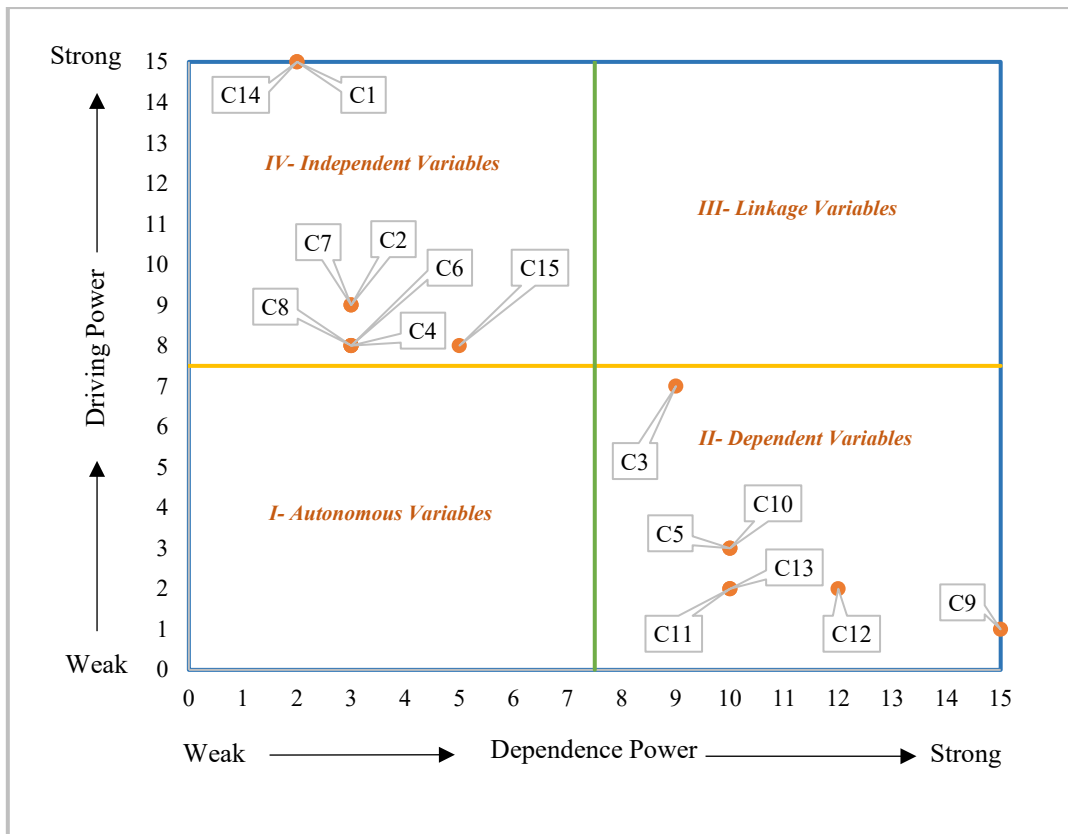 Strong
15
14
13
12
11
10
9
8
7
6
5
4
3
2
1
0
Weak
Driving Power
C14
C1
IV- Independent Variables
III- Linkage Variables
C7
C2
C6
C15
C8
C4
C3
II- Dependent Variables
I- Autonomous Variables
C10
C5
C13
C11
C12
C9
0 1 2 3 4 5 6 7 8 9 10 11 12 13 14 15
Weak Dependence Power Strong